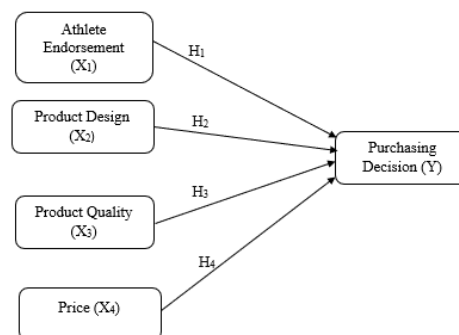 Athlete
Endorsement
(X₁)
H₁
Product Design
(X₂)
H₂
Purchasing
Decision (Y)
Product Quality
(X₃)
H₃
H₄
Price (X₄)